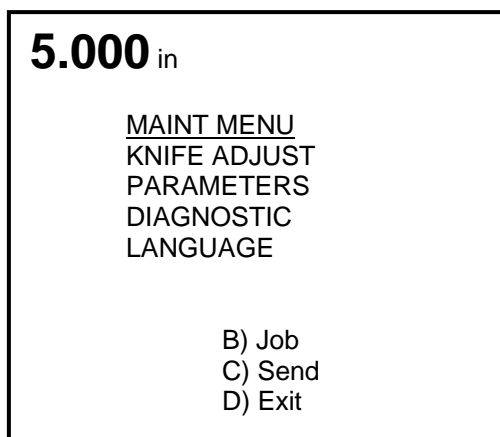 5.000 in
MAINT MENU
KNIFE ADJUST
PARAMETERS
DIAGNOSTIC
LANGUAGE
B) Job
C) Send
D) Exit